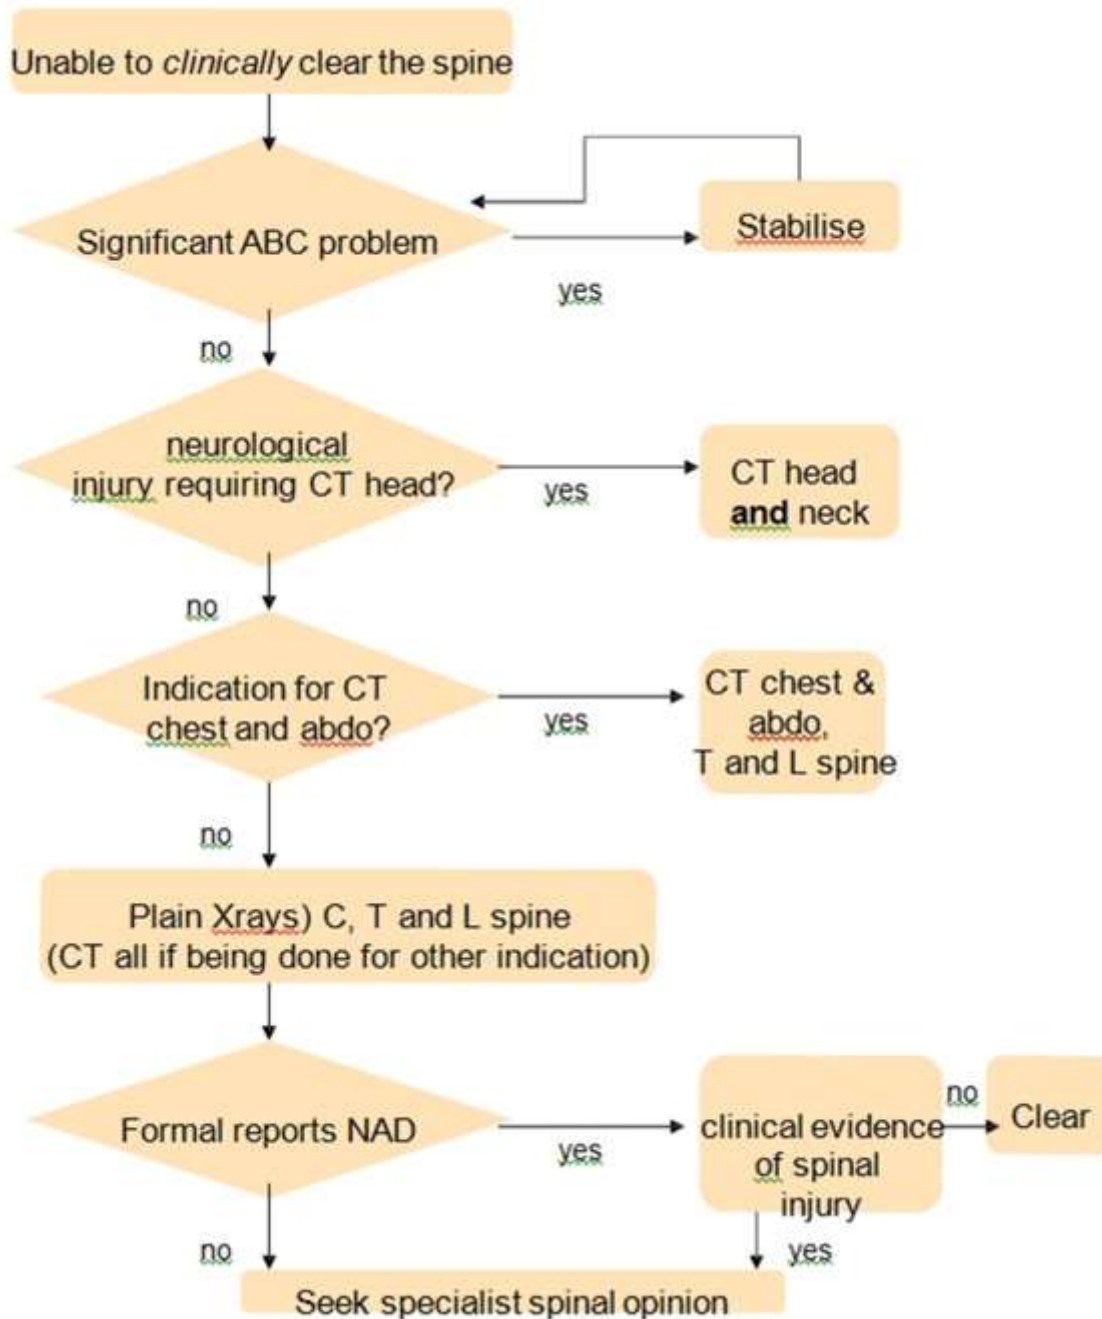 Unable to clinically clear the spine
Significant ABC problem
Stabilise
yes
no
neurological
injury requiring CT head?
yes
CT head
and neck
no
Indication for CT
chest and abdo?
yes
CT chest &
abdo,
T and L spine
no
Plain Xrays) C, T and L spine
(CT all if being done for other indication)
Formal reports NAD
yes
clinical evidence
of spinal
injury
no
Clear
no
yes
Seek specialist spinal opinion